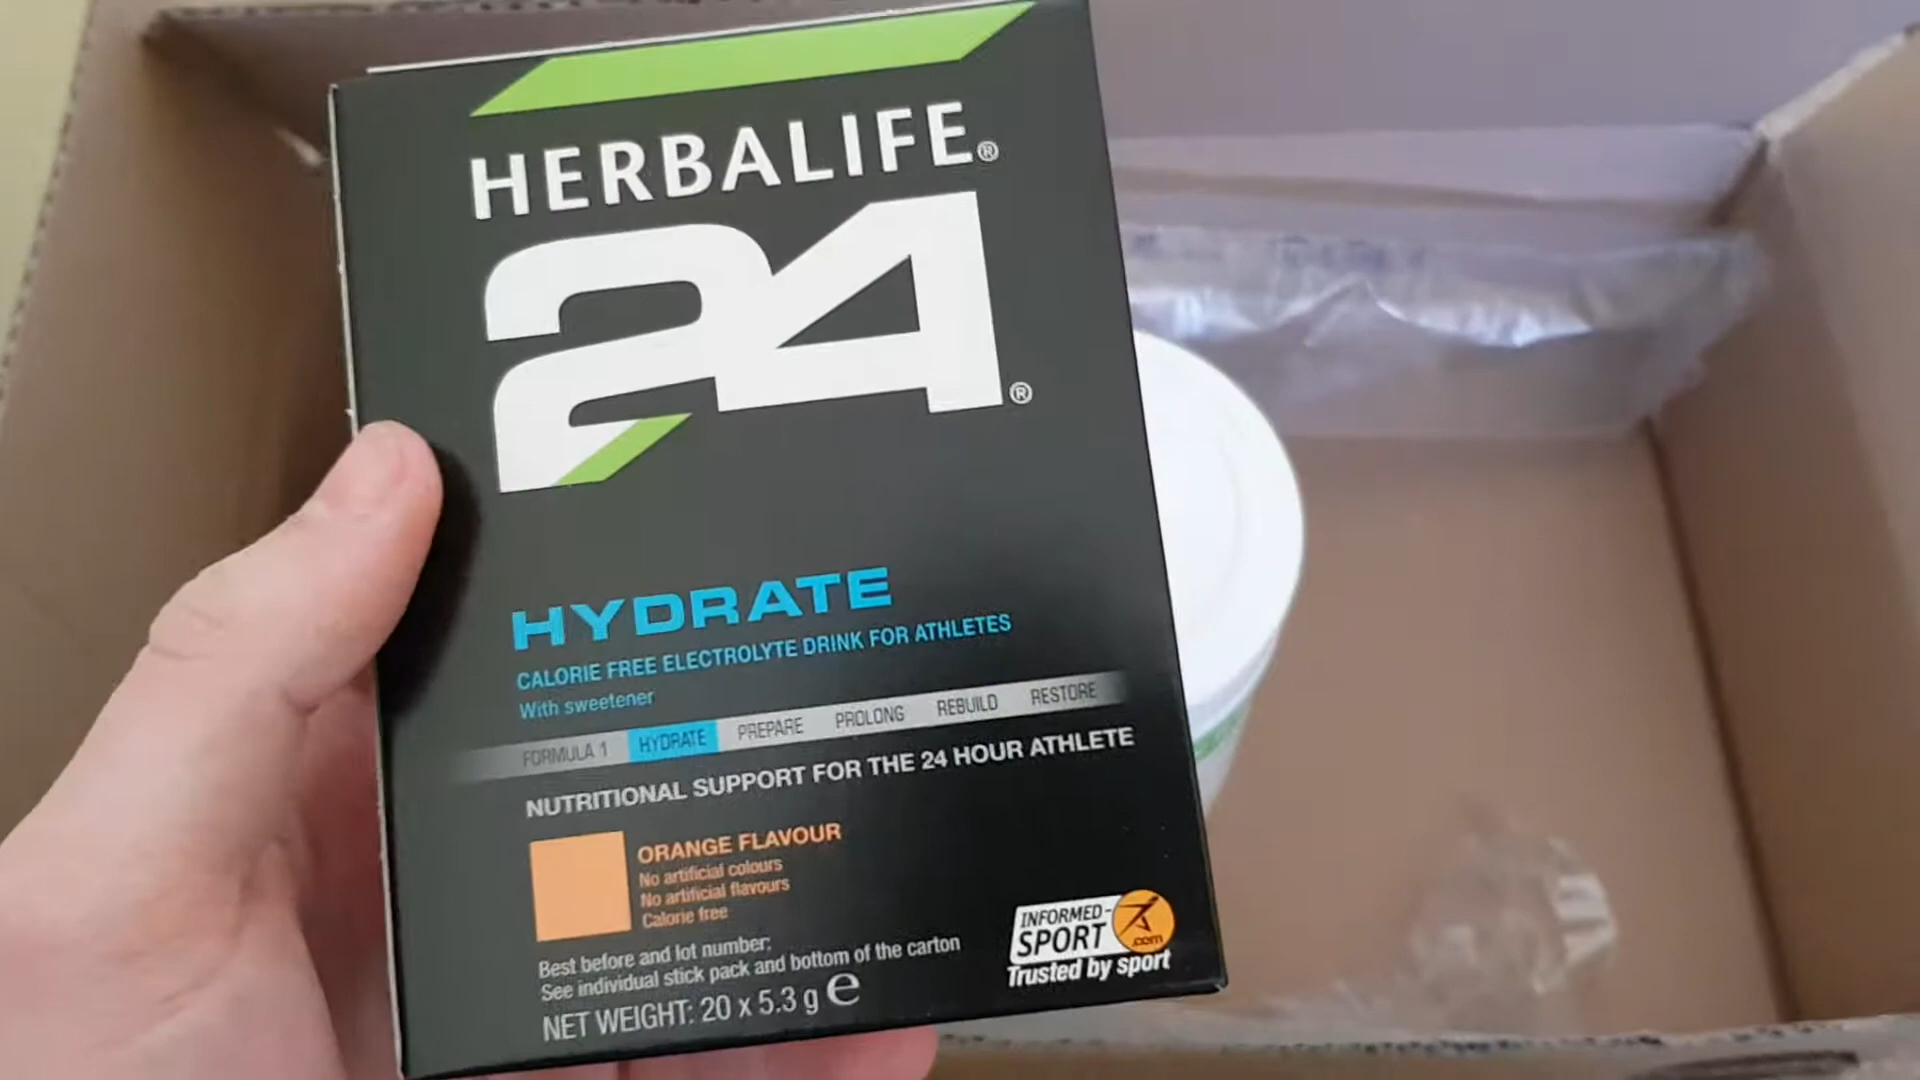 HERBALIFE®
24®
HYDRATE
CALORIE FREE ELECTROLYTE DRINK FOR ATHLETES
With sweetener
FORMULA 1 HYDRATE PREPARE PROLONG REBUILD RESTORE
NUTRITIONAL SUPPORT FOR THE 24 HOUR ATHLETE
ORANGE FLAVOUR
No artificial colours
No artificial flavours
Calorie free
Best before and lot number:
See individual stick pack and bottom of the carton
NET WEIGHT: 20 x 5.3 g e
INFORMED-
SPORT
.com
Trusted by sport